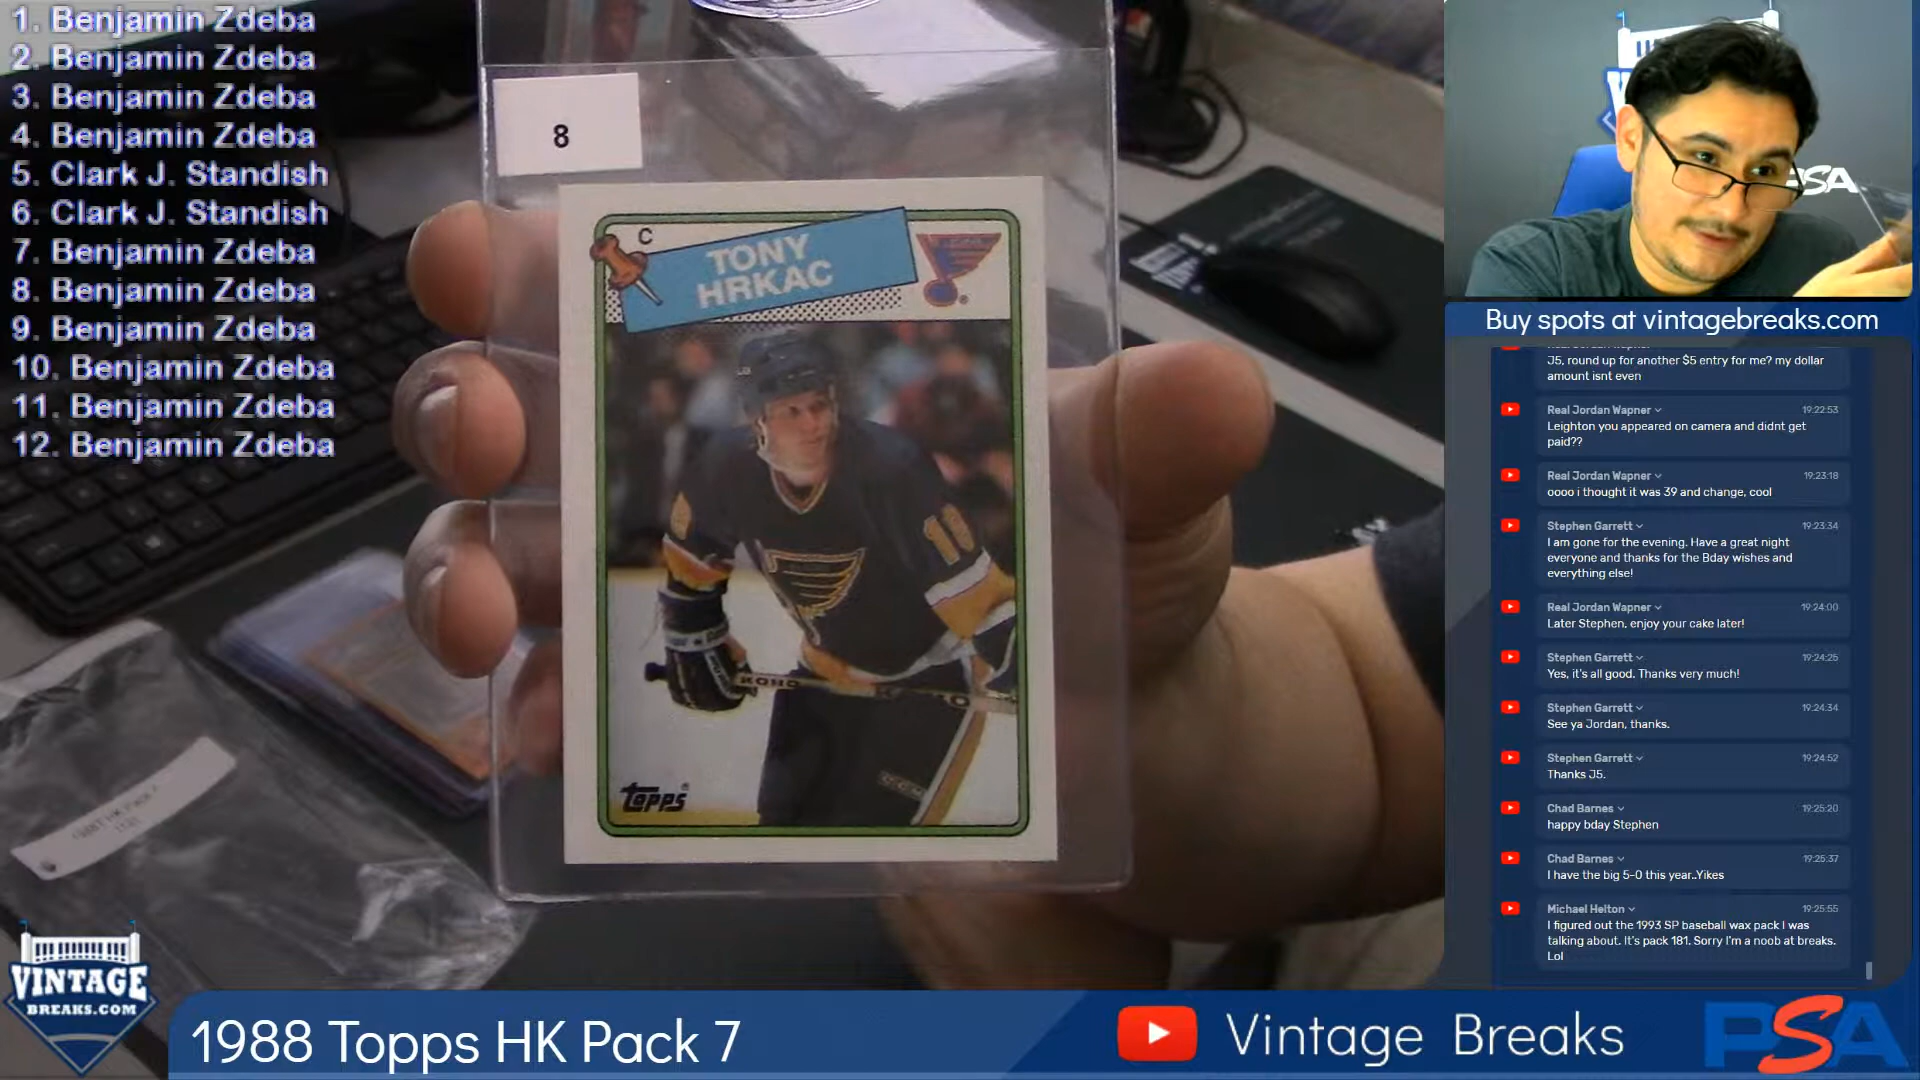 1. Benjamin Zdeba
2. Benjamin Zdeba
3. Benjamin Zdeba
4. Benjamin Zdeba
5. Clark J. Standish
6. Clark J. Standish
7. Benjamin Zdeba
8. Benjamin Zdeba
9. Benjamin Zdeba
10. Benjamin Zdeba
11. Benjamin Zdeba
12. Benjamin Zdeba
8
C
TONY
HRKAC
®
18
KOHO
CCM
Topps®
PSA
Buy spots at vintagebreaks.com
J5, round up for another $5 entry for me? my dollar
amount isnt even
Real Jordan Wapner 19:22:53
Leighton you appeared on camera and didnt get
paid??
Real Jordan Wapner 19:23:18
oooo i thought it was 39 and change, cool
Stephen Garrett 19:23:34
I am gone for the evening. Have a great night
everyone and thanks for the Bday wishes and
everything else!
Real Jordan Wapner 19:24:00
Later Stephen, enjoy your cake later!
Stephen Garrett 19:24:25
Yes, it's all good. Thanks very much!
Stephen Garrett 19:24:34
See ya Jordan, thanks.
Stephen Garrett 19:24:52
Thanks J5.
Chad Barnes 19:25:20
happy bday Stephen
Chad Barnes 19:25:37
I have the big 5-0 this year..Yikes
Michael Helton 19:25:55
I figured out the 1993 SP baseball wax pack I was
talking about. It's pack 181. Sorry I'm a noob at breaks.
Lol
VINTAGE
BREAKS.COM
1988 Topps HK Pack 7
Vintage Breaks
PSA